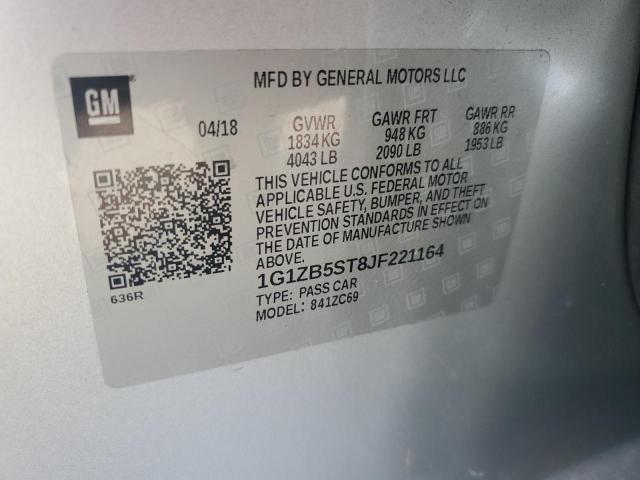 GM
MFD BY GENERAL MOTORS LLC
04/18 GVWR GAWR FRT GAWR RR
1834 KG 948 KG 886 KG
4043 LB 2090 LB 1953 LB
THIS VEHICLE CONFORMS TO ALL
APPLICABLE U.S. FEDERAL MOTOR
VEHICLE SAFETY, BUMPER, AND THEFT
PREVENTION STANDARDS IN EFFECT ON
THE DATE OF MANUFACTURE SHOWN
ABOVE.
1G1ZB5ST8JF221164
TYPE: PASS CAR
MODEL: 841ZC69
636R